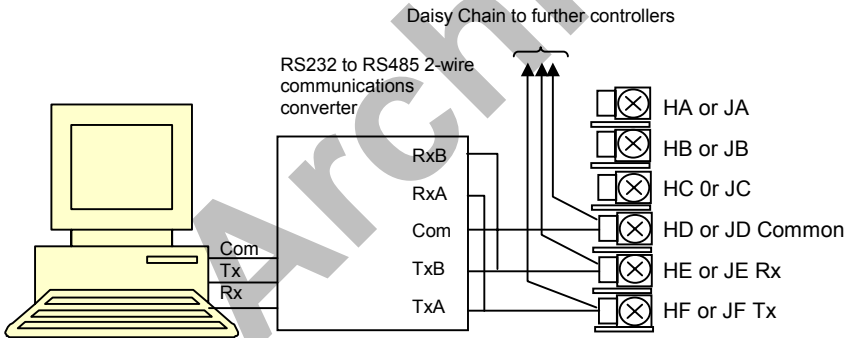 Daisy Chain to further controllers
RS232 to RS485 2-wire
communications
converter
RxB
RxA
Com
TxB
TxA
Com
Tx
Rx
HA or JA
HB or JB
HC 0r JC
HD or JD Common
HE or JE Rx
HF or JF Tx
Archi